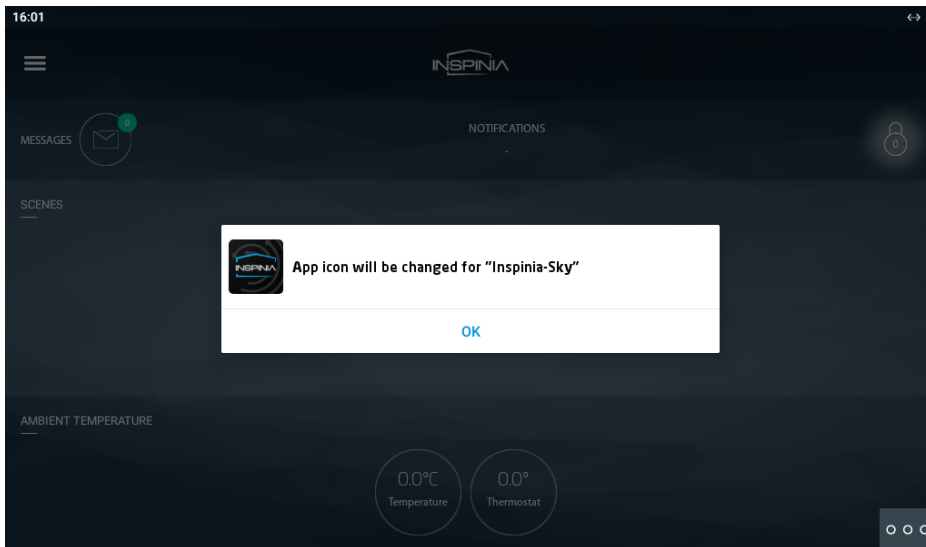 16:01
INSPINIA
MESSAGES
0
NOTIFICATIONS
-
0
SCENES
INSPINIA
App icon will be changed for "Inspinia-Sky"
OK
AMBIENT TEMPERATURE
0.0°C
Temperature
0.0°
Thermostat